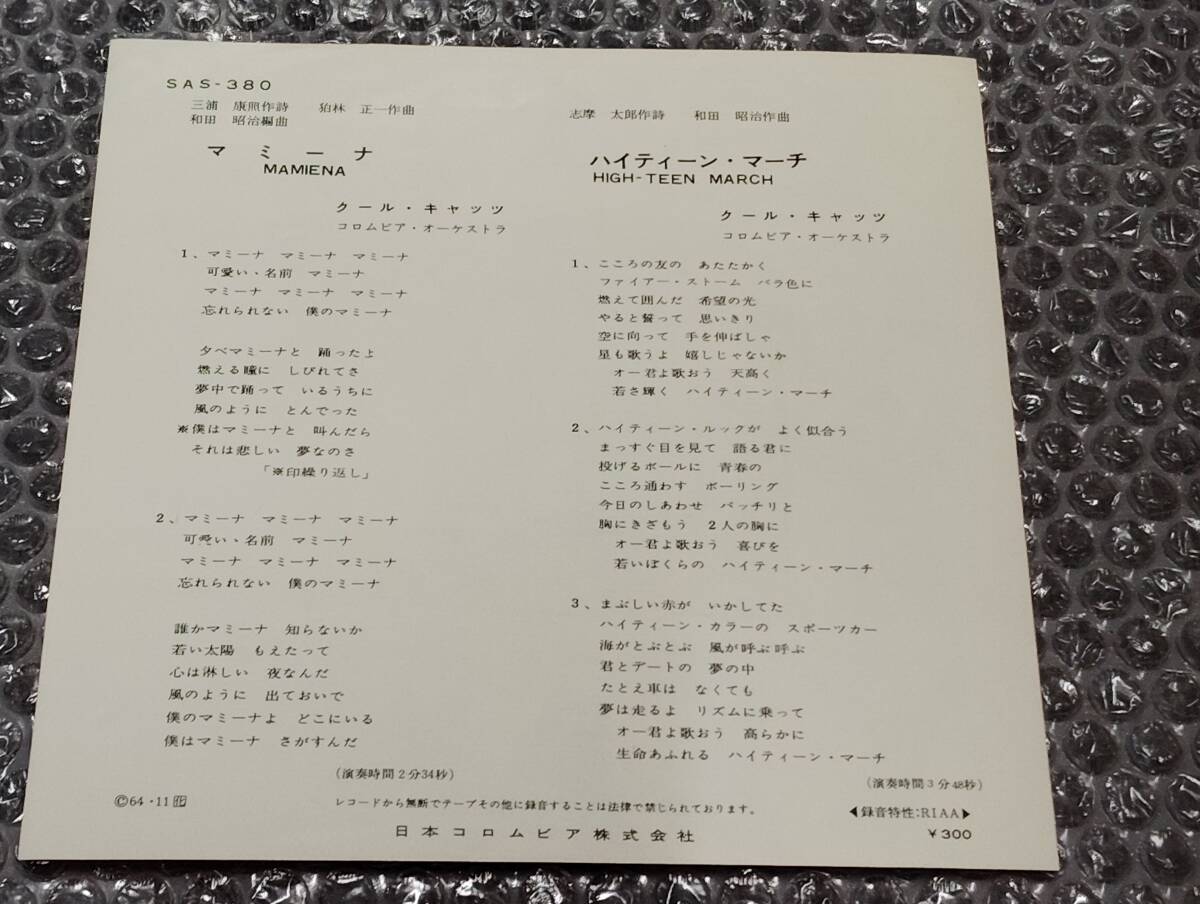 SAS-380
三浦 康照作詩 狛林 正一作曲
和田 昭治編曲
マミーナ
MAMIENA
クール・キャッツ
コロムビア・オーケストラ
1、マミーナ マミーナ マミーナ
可愛い・名前 マミーナ
マミーナ マミーナ マミーナ
忘れられない 僕のマミーナ
夕べマミーナと 踊ったよ
燃える瞳に しびれてさ
夢中で踊って いるうちに
風のように とんでった
※僕はマミーナと 叫んだら
それは悲しい 夢なのさ
「※印繰り返し」
2、マミーナ マミーナ マミーナ
可愛い・名前 マミーナ
マミーナ マミーナ マミーナ
忘れられない 僕のマミーナ
誰かマミーナ 知らないか
若い太陽 もえたって
心は淋しい 夜なんだ
風のように 出ておいで
僕のマミーナよ どこにいる
僕はマミーナ さがすんだ
(演奏時間2分34秒)
志摩 太郎作詩 和田 昭治作曲
ハイティーン・マーチ
HIGH-TEEN MARCH
クール・キャッツ
コロムビア・オーケストラ
1、こころの友の あたたかく
ファイアー・ストーム バラ色に
燃えて囲んだ 希望の光
やると誓って 思いきり
空に向って 手を伸ばしゃ
星も歌うよ 嬉しじゃないか
オー君よ歌おう 天高く
若さ輝く ハイティーン・マーチ
2、ハイティーン・ルックが よく似合う
まっすぐ目を見て 語る君に
投げるボールに 青春の
こころ通わす ボーリング
今日のしあわせ バッチリと
胸にきざもう 2人の胸に
オー君よ歌おう 喜びを
若いぼくらの ハイティーン・マーチ
3、まぶしい赤が いかしてた
ハイティーン・カラーの スポーツカー
海がとぶとぶ 風が呼ぶ呼ぶ
君とデートの 夢の中
たとえ車は なくても
夢は走るよ リズムに乗って
オー君よ歌おう 高らかに
生命あふれる ハイティーン・マーチ
(演奏時間3分48秒)
©64・11
レコードから無断でテープその他に録音することは法律で禁じられております。
◀録音特性:RIAA▶
日本コロムビア株式会社
¥300